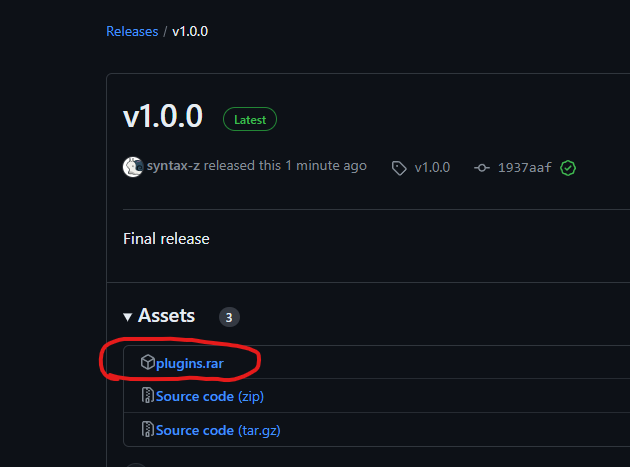 Releases / v1.0.0
v1.0.0 Latest
syntax-z released this 1 minute ago v1.0.0 1937aaf
Final release
Assets 3
plugins.rar
Source code (zip)
Source code (tar.gz)